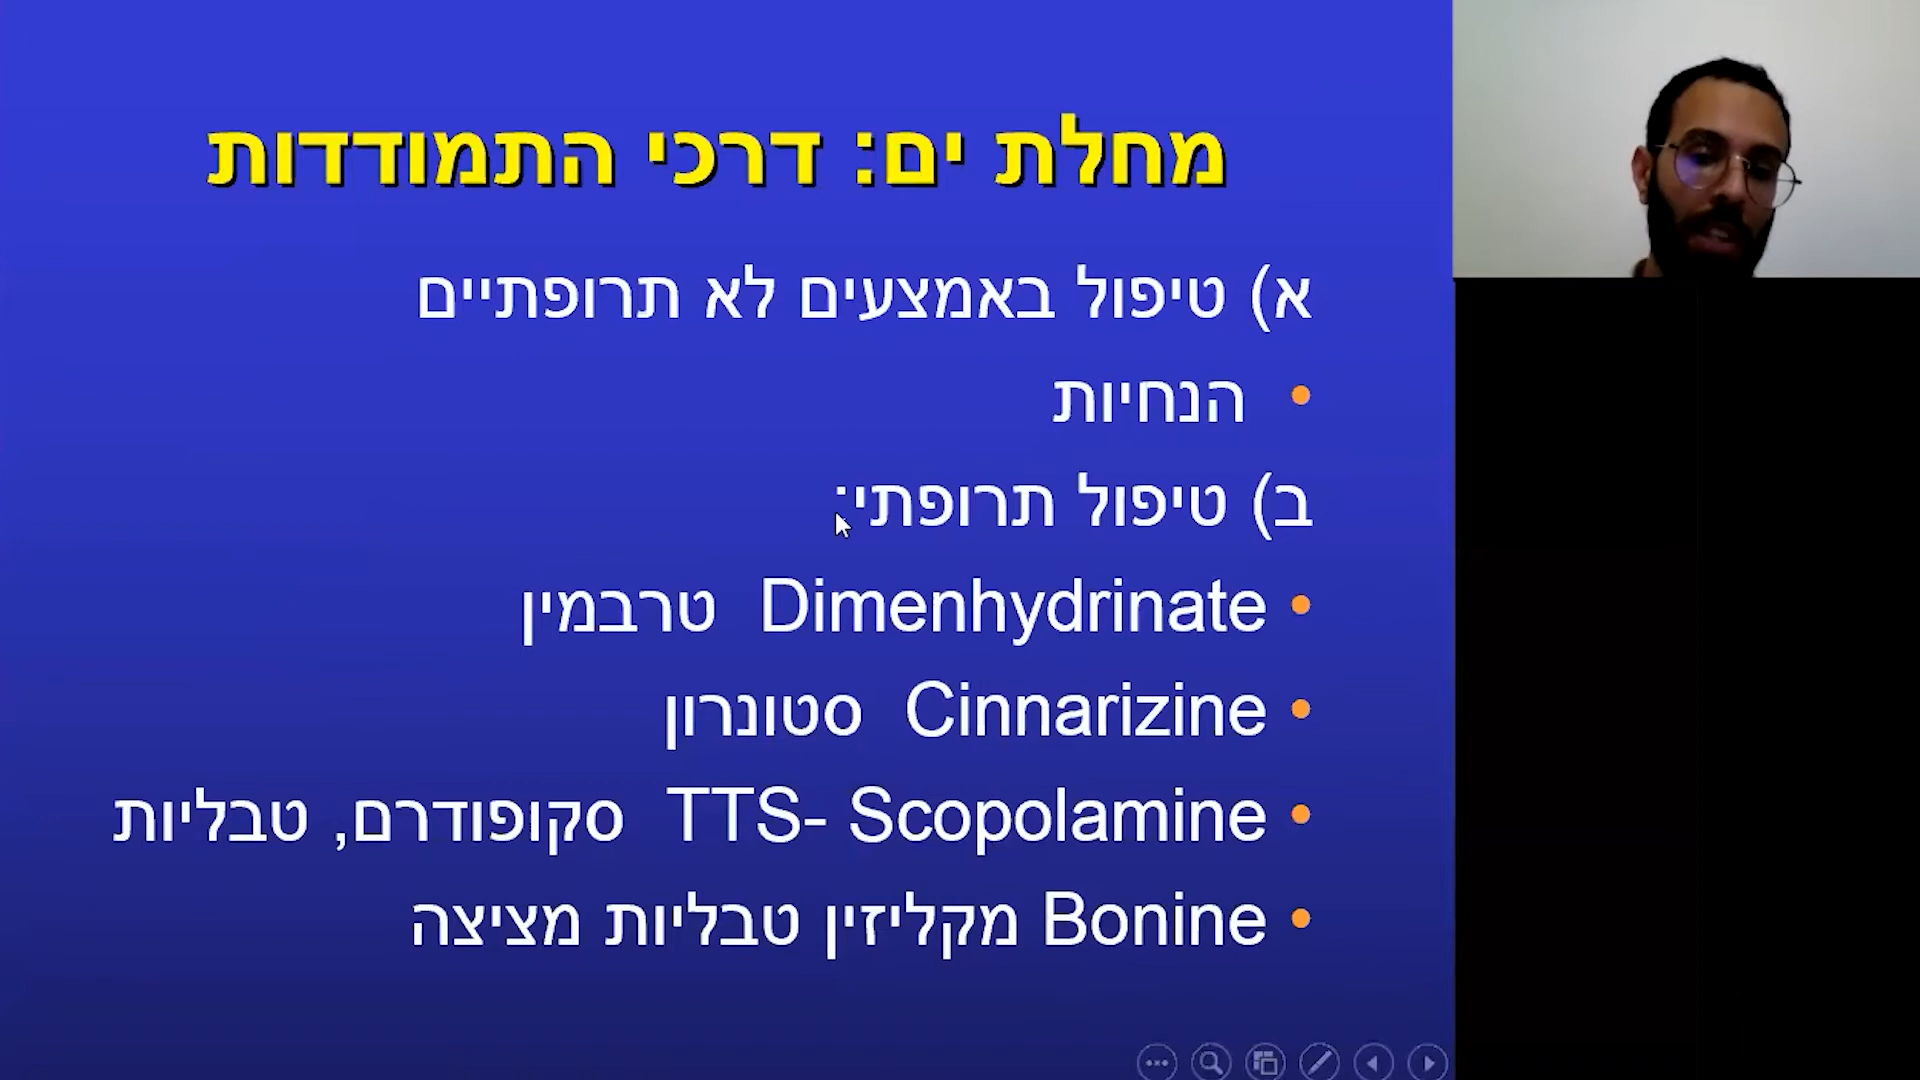 מחלת ים: דרכי התמודדות
א) טיפול באמצעים לא תרופתיים
• הנחיות
ב) טיפול תרופתי:
• Dimenhydrinate טרבמין
• Cinnarizine סטונרון
• TTS- Scopolamine סקופודרם, טבליות
• Bonine מקליזין טבליות מציצה